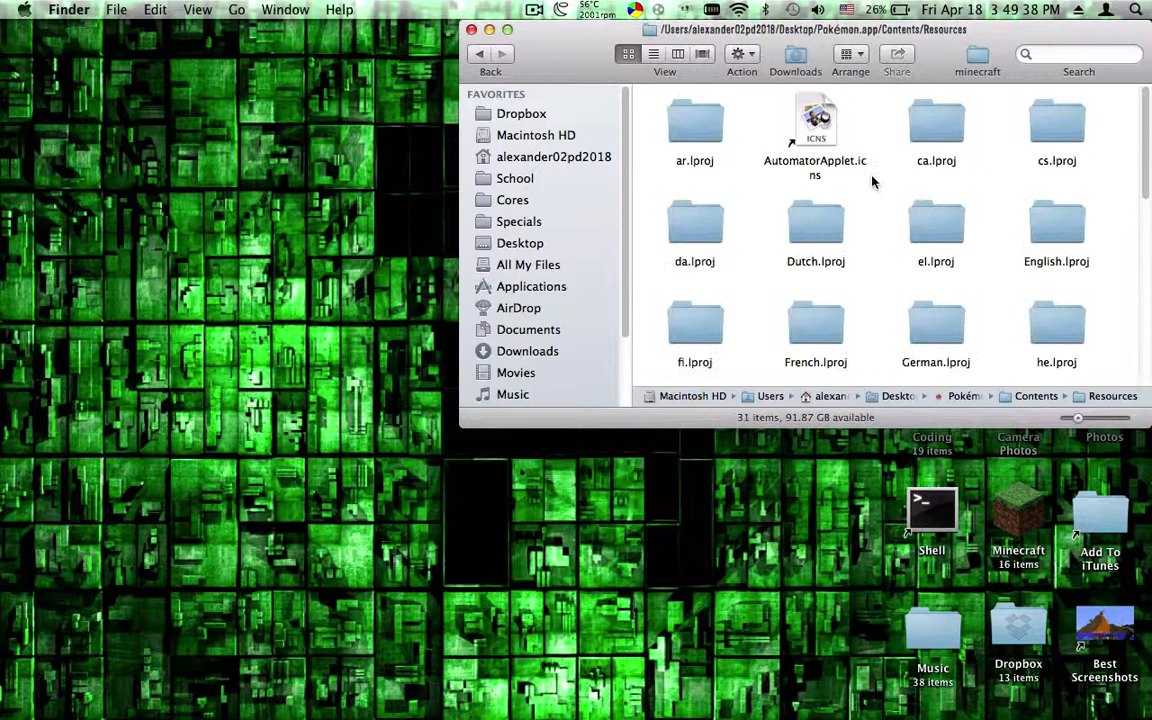 Finder File Edit View Go Window Help
56°C
2001rpm
26%
Fri Apr 18 3:49:38 PM
/Users/alexander02pd2018/Desktop/Pokémon.app/Contents/Resources
Back View Action Downloads Arrange Share minecraft Search
FAVORITES
Dropbox
Macintosh HD
alexander02pd2018
School
Cores
Specials
Desktop
All My Files
Applications
AirDrop
Documents
Downloads
Movies
Music
ICNS
ar.lproj
AutomatorApplet.ic
ns
ca.lproj
cs.lproj
da.lproj
Dutch.lproj
el.lproj
English.lproj
fi.lproj
French.lproj
German.lproj
he.lproj
Macintosh HD Users alexan Deskto Pokém Contents Resources
31 items, 91.87 GB available
Coding
19 items
Camera
Photos
Photos
>_
Shell
Minecraft
16 items
Add To
iTunes
Music
38 items
Dropbox
13 items
Best
Screenshots